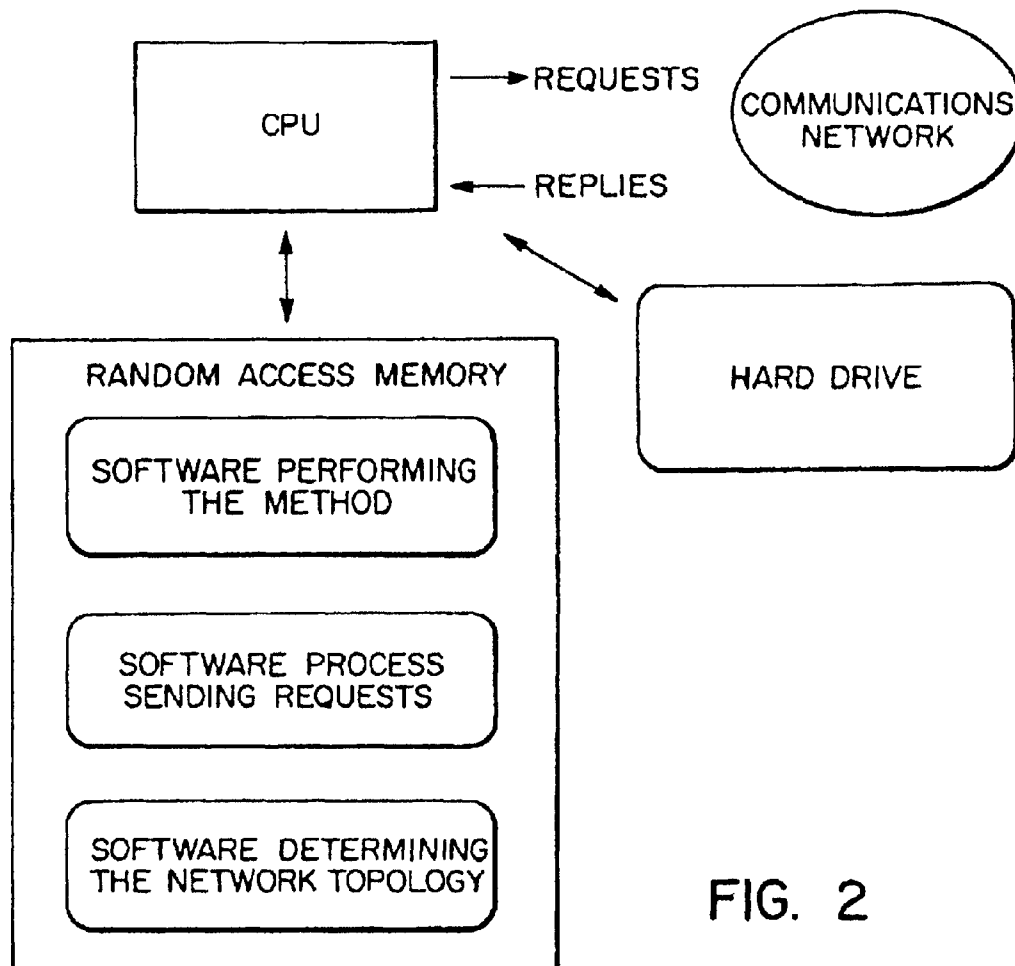 CPU
REQUESTS
REPLIES
COMMUNICATIONS
NETWORK
HARD DRIVE
RANDOM ACCESS MEMORY
SOFTWARE PERFORMING
THE METHOD
SOFTWARE PROCESS
SENDING REQUESTS
SOFTWARE DETERMINING
THE NETWORK TOPOLOGY
FIG. 2